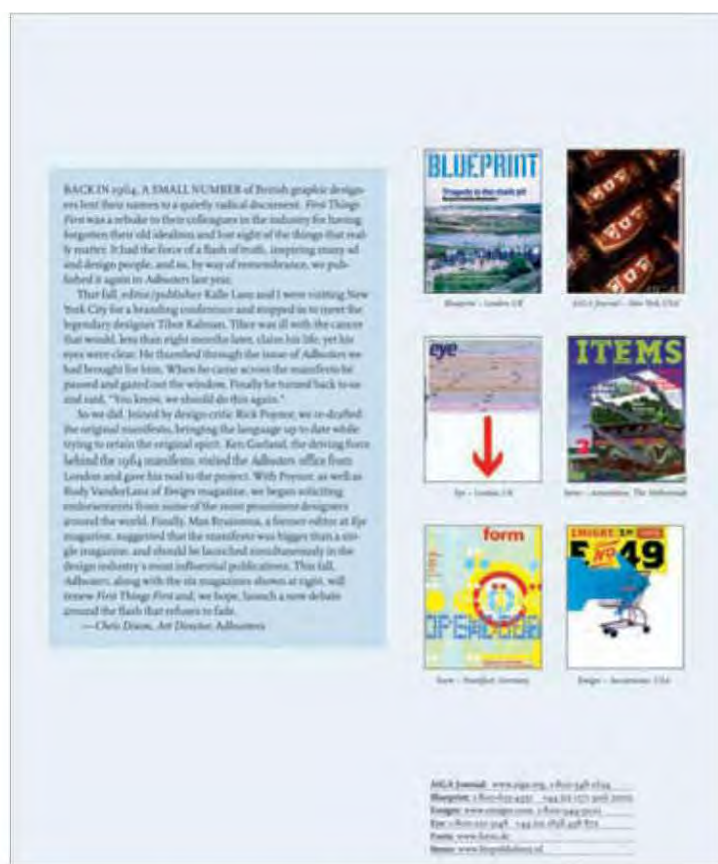 BACK IN 1964, A SMALL NUMBER of British graphic design-
ers lent their names to a quietly radical document. First Things
First was a rebuke to their colleagues in the industry for having
forgotten their old idealism and lost sight of the things that real-
ly matter. It had the force of a flash of truth, inspiring many ad
and design people, and so, by way of remembrance, we pub-
lished it again in Adbusters last year.
That fall, editor/publisher Kalle Lasn and I were visiting New
York City for a branding conference and stopped in to meet the
legendary designer Tibor Kalman. Tibor was ill with the cancer
that would, less than eight months later, claim his life, yet his
eyes were clear. He thumbed through the issue of Adbusters we
had brought for him. When he came across the manifesto he
paused and gazed out the window. Finally he turned back to us
and said, "You know, we should do this again."
So we did. Joined by design critic Rick Poynor, we re-drafted
the original manifesto, bringing the language up to date while
trying to retain the original spirit. Ken Garland, the driving force
behind the 1964 manifesto, visited the Adbusters office from
London and gave his nod to the project. With Poynor, as well as
Rudy VanderLans of Emigre magazine, we began soliciting
endorsements from some of the most prominent designers
around the world. Finally, Max Bruinsma, a former editor at Eye
magazine, suggested that the manifesto was bigger than a sin-
gle magazine, and should be launched simultaneously in the
design industry's most influential publications. This fall,
Adbusters, along with the six magazines shown at right, will
renew First Things First and, we hope, launch a new debate
around the flash that refuses to fade.
—Chris Dixon, Art Director, Adbusters
BLUEPRINT
Blueprint – London, UK
AIGA Journal – New York, USA
eye
Eye – London, UK
ITEMS
Items – Amsterdam, The Netherlands
form
Form – Frankfurt, Germany
EMIGRE
NO
49
Emigre – Sacramento, USA
AIGA Journal: www.aiga.org,
Blueprint:
Emigre: www.emigre.com,
Eye:
Form: www.form.de
Items: